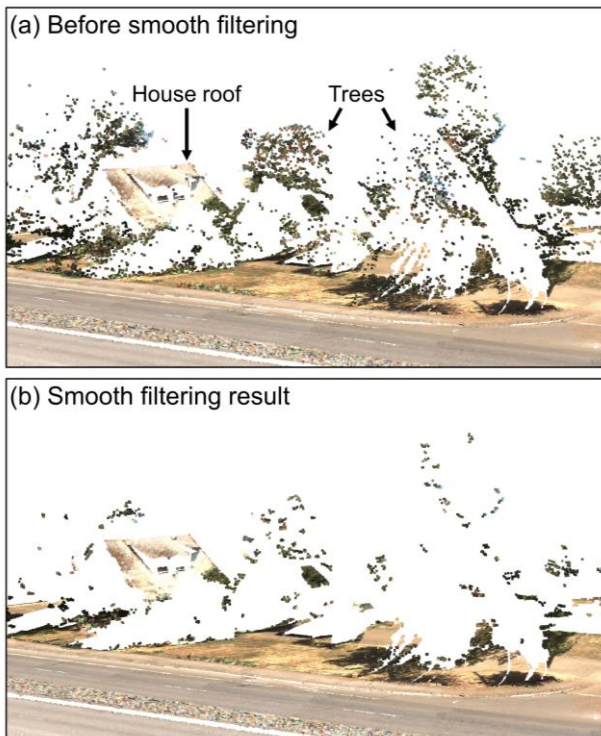 (a) Before smooth filtering
House roof
Trees
(b) Smooth filtering result